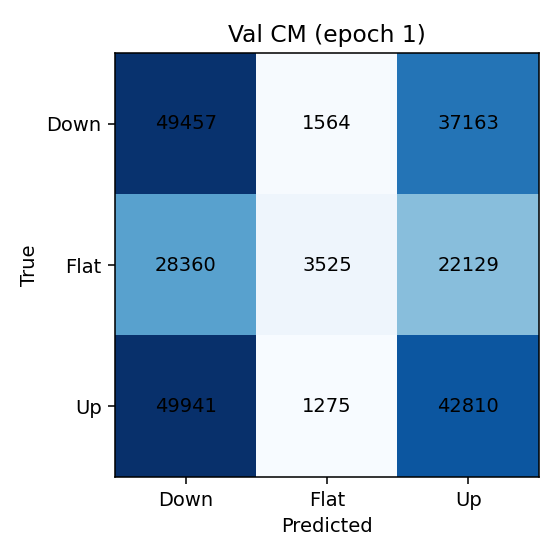 Val CM (epoch 1)
Down 49457 1564 37163
True
Flat 28360 3525 22129
Up 49941 1275 42810
Down Flat Up
Predicted